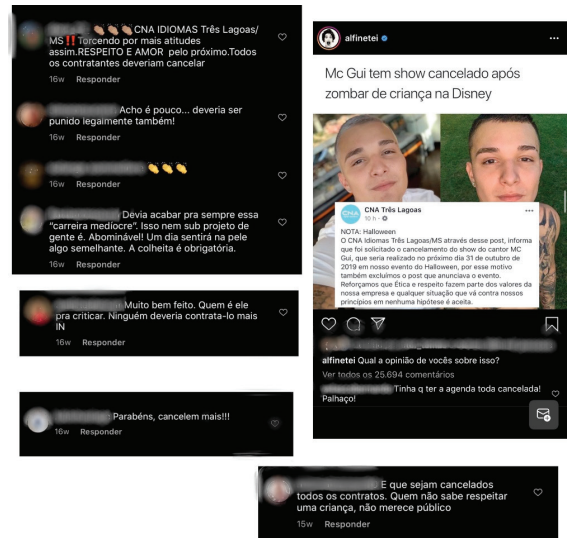 CNA IDIOMAS Três Lagoas/
MS‼️Torcendo por mais atitudes
assim.RESPEITO E AMOR pelo próximo.Todos
os contratantes deveriam cancelar
16w Responder
Acho é pouco... deveria ser
punido legalmente também!
16w Responder
👏👏👏
16w Responder
Devia acabar pra sempre essa
“carreira medíocre”. Isso nem sub projeto de
gente é. Abominável! Um dia sentirá na pele
algo semelhante. A colheita é obrigatória.
16w Responder
Muito bem feito. Quem é ele
pra criticar. Ninguém deveria contrata-lo mais
IN
16w Responder
Parabéns, cancelem mais!!!
16w Responder
alfinetei
Mc Gui tem show cancelado após
zombar de criança na Disney
CNA
CNA Três Lagoas
10 h
NOTA: Halloween
O CNA Idiomas Três Lagoas/MS através desse post, informa
que foi solicitado o cancelamento do show do cantor MC
Gui, que seria realizado no próximo dia 31 de outubro de
2019 em nosso evento do Halloween, por esse motivo
também excluímos o post que anunciava o evento.
Reforçamos que Ética e respeito fazem parte dos valores da
nossa empresa e qualquer situação que vá contra nossos
princípios em nenhuma hipótese é aceita.
alfinetei Qual a opinião de vocês sobre isso?
Ver todos os 25.694 comentários
Tinha q ter a agenda toda cancelada!
Palhaço!
E que sejam cancelados
todos os contratos. Quem não sabe respeitar
uma criança, não merece público
15w Responder